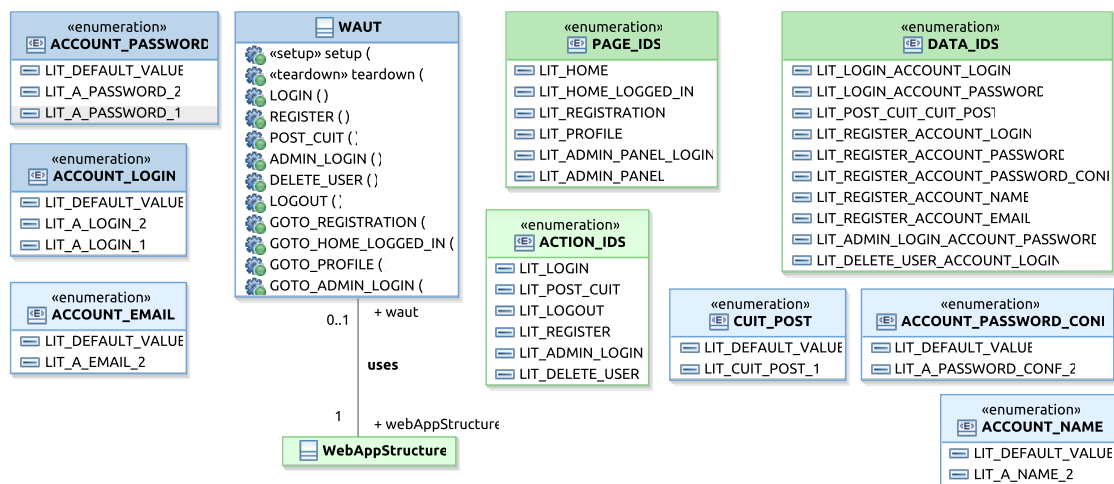 «enumeration»
ACCOUNT_PASSWORD
LIT_DEFAULT_VALUE
LIT_A_PASSWORD_2
LIT_A_PASSWORD_1
«enumeration»
ACCOUNT_LOGIN
LIT_DEFAULT_VALUE
LIT_A_LOGIN_2
LIT_A_LOGIN_1
«enumeration»
ACCOUNT_EMAIL
LIT_DEFAULT_VALUE
LIT_A_EMAIL_2
WAUT
«setup» setup (
«teardown» teardown (
LOGIN ( )
REGISTER ( )
POST_CUIT ( )
ADMIN_LOGIN ( )
DELETE_USER ( )
LOGOUT ( )
GOTO_REGISTRATION (
GOTO_HOME_LOGGED_IN (
GOTO_PROFILE (
GOTO_ADMIN_LOGIN (
0..1
+ waut
uses
1
+ webAppStructure
WebAppStructure
«enumeration»
PAGE_IDS
LIT_HOME
LIT_HOME_LOGGED_IN
LIT_REGISTRATION
LIT_PROFILE
LIT_ADMIN_PANEL_LOGIN
LIT_ADMIN_PANEL
«enumeration»
ACTION_IDS
LIT_LOGIN
LIT_POST_CUIT
LIT_LOGOUT
LIT_REGISTER
LIT_ADMIN_LOGIN
LIT_DELETE_USER
«enumeration»
DATA_IDS
LIT_LOGIN_ACCOUNT_LOGIN
LIT_LOGIN_ACCOUNT_PASSWORD
LIT_POST_CUIT_CUIT_POST
LIT_REGISTER_ACCOUNT_LOGIN
LIT_REGISTER_ACCOUNT_PASSWORD
LIT_REGISTER_ACCOUNT_PASSWORD_CONF
LIT_REGISTER_ACCOUNT_NAME
LIT_REGISTER_ACCOUNT_EMAIL
LIT_ADMIN_LOGIN_ACCOUNT_PASSWORD
LIT_DELETE_USER_ACCOUNT_LOGIN
«enumeration»
CUIT_POST
LIT_DEFAULT_VALUE
LIT_CUIT_POST_1
«enumeration»
ACCOUNT_PASSWORD_CONF
LIT_DEFAULT_VALUE
LIT_A_PASSWORD_CONF_2
«enumeration»
ACCOUNT_NAME
LIT_DEFAULT_VALUE
LIT_A_NAME_2